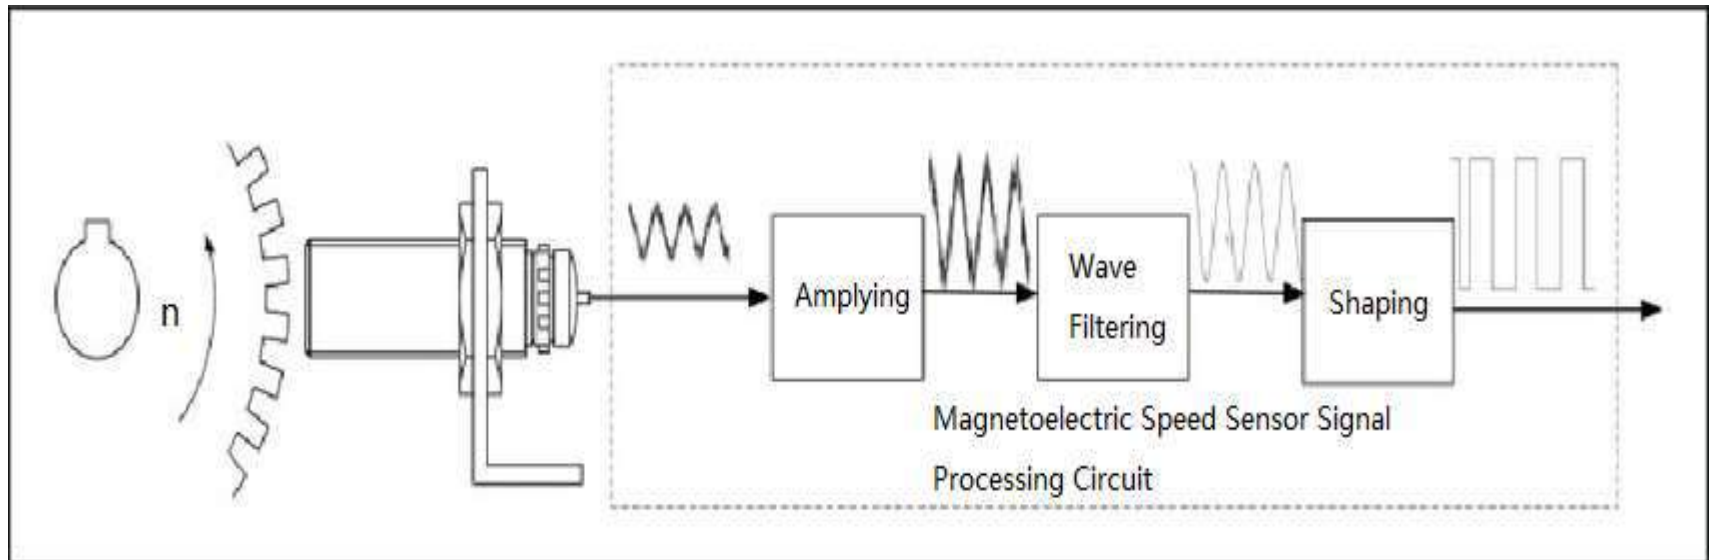 n
Amplying
Wave
Filtering
Shaping
Magnetoelectric Speed Sensor Signal
Processing Circuit